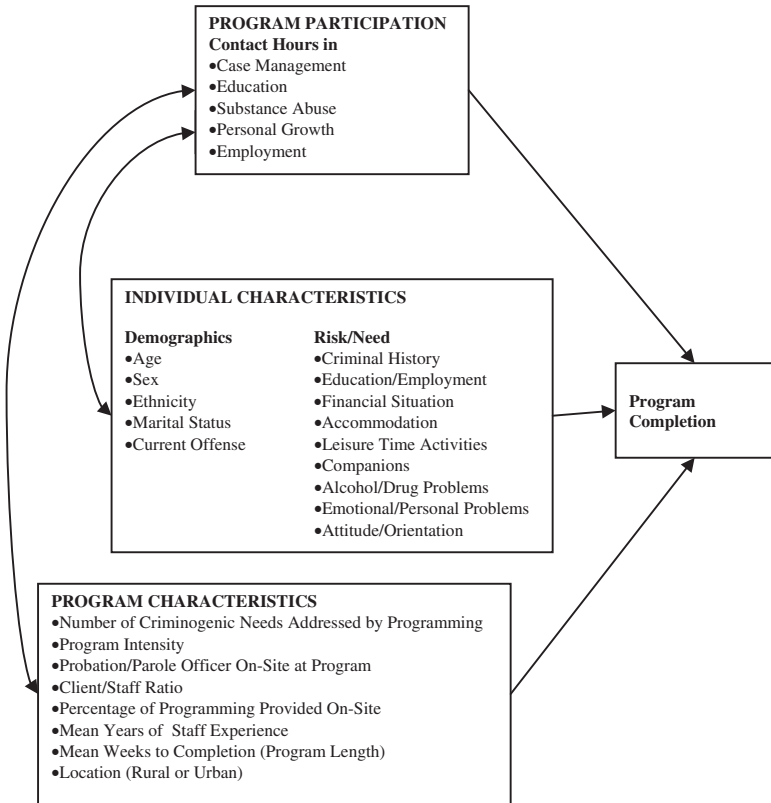 PROGRAM PARTICIPATION
Contact Hours in
•Case Management
•Education
•Substance Abuse
•Personal Growth
•Employment
INDIVIDUAL CHARACTERISTICS
Demographics
•Age
•Sex
•Ethnicity
•Marital Status
•Current Offense
Risk/Need
•Criminal History
•Education/Employment
•Financial Situation
•Accommodation
•Leisure Time Activities
•Companions
•Alcohol/Drug Problems
•Emotional/Personal Problems
•Attitude/Orientation
Program
Completion
PROGRAM CHARACTERISTICS
•Number of Criminogenic Needs Addressed by Programming
•Program Intensity
•Probation/Parole Officer On-Site at Program
•Client/Staff Ratio
•Percentage of Programming Provided On-Site
•Mean Years of Staff Experience
•Mean Weeks to Completion (Program Length)
•Location (Rural or Urban)